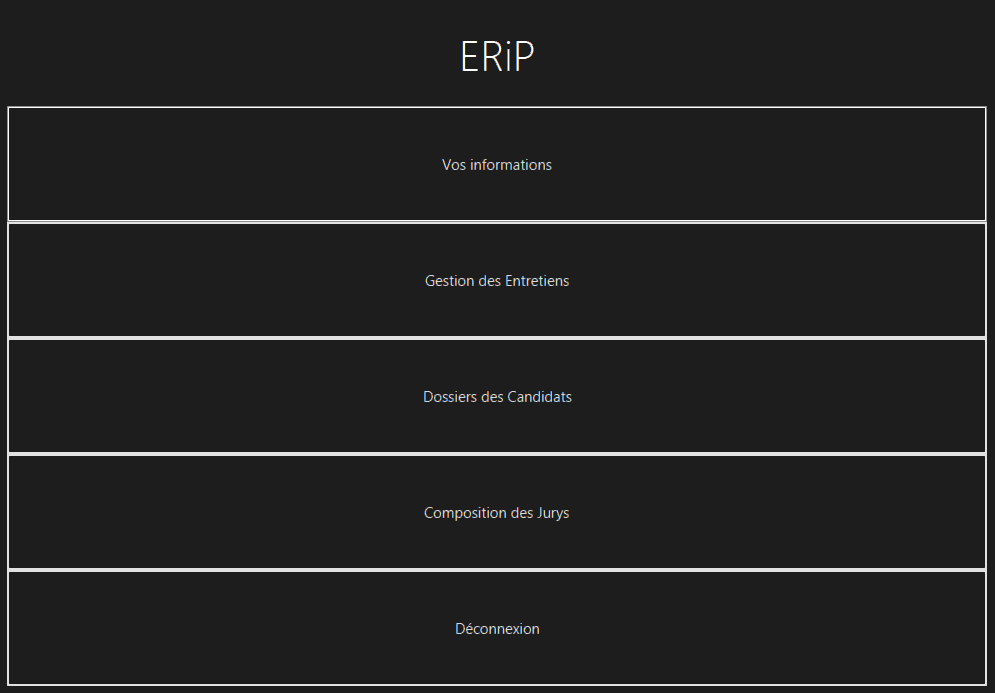 ERiP
Vos informations
Gestion des Entretiens
Dossiers des Candidats
Composition des Jurys
Déconnexion